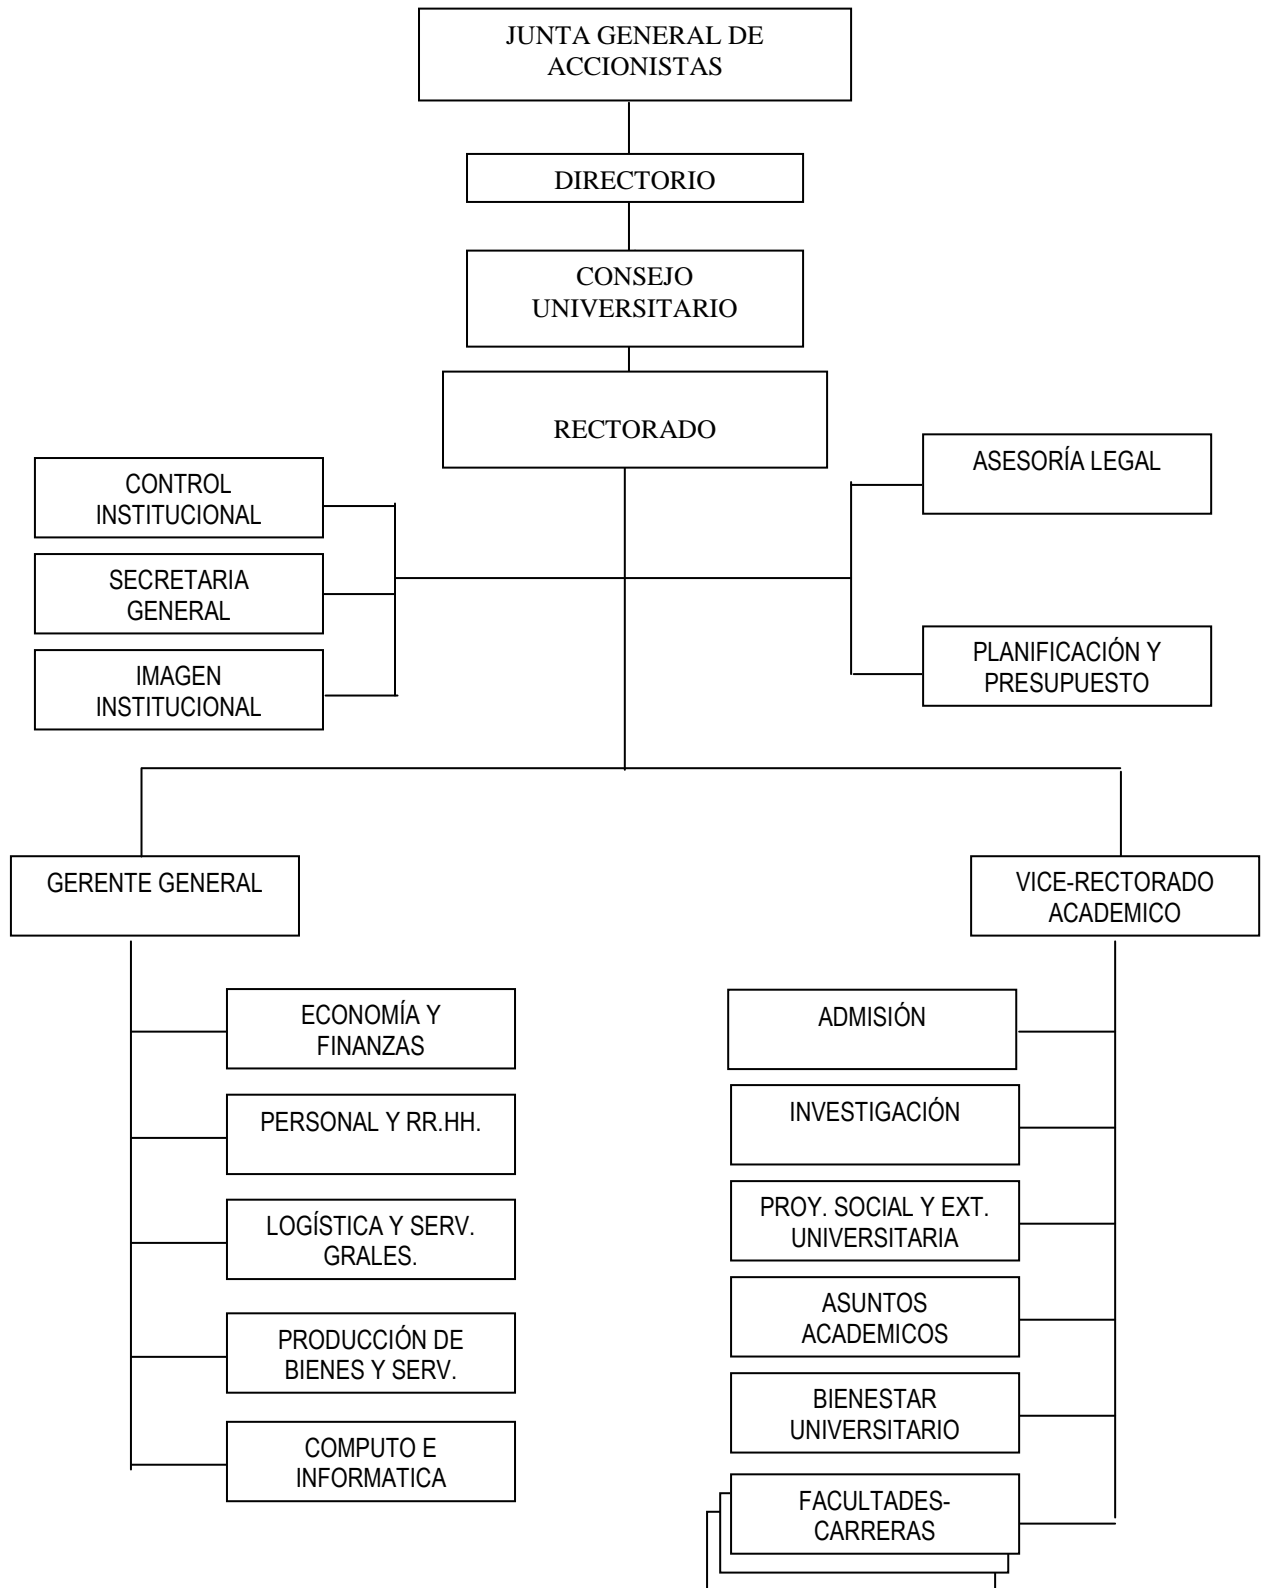 JUNTA GENERAL DE
ACCIONISTAS
DIRECTORIO
CONSEJO
UNIVERSITARIO
RECTORADO
CONTROL
INSTITUCIONAL
SECRETARIA
GENERAL
IMAGEN
INSTITUCIONAL
ASESORÍA LEGAL
PLANIFICACIÓN Y
PRESUPUESTO
GERENTE GENERAL
ECONOMÍA Y
FINANZAS
PERSONAL Y RR.HH.
LOGÍSTICA Y SERV.
GRALES.
PRODUCCIÓN DE
BIENES Y SERV.
COMPUTO E
INFORMATICA
VICE-RECTORADO
ACADEMICO
ADMISIÓN
INVESTIGACIÓN
PROY. SOCIAL Y EXT.
UNIVERSITARIA
ASUNTOS
ACADEMICOS
BIENESTAR
UNIVERSITARIO
FACULTADES-
CARRERAS